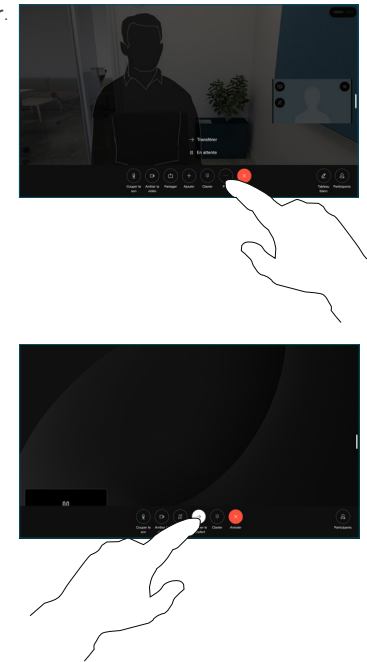 r.
→ Transférer
En attente
Couper le son
Arrêter la vidéo
Partager
Ajouter
Clavier
Tableau blanc
Participants
Couper le son
Clavier
Annuler
Participants